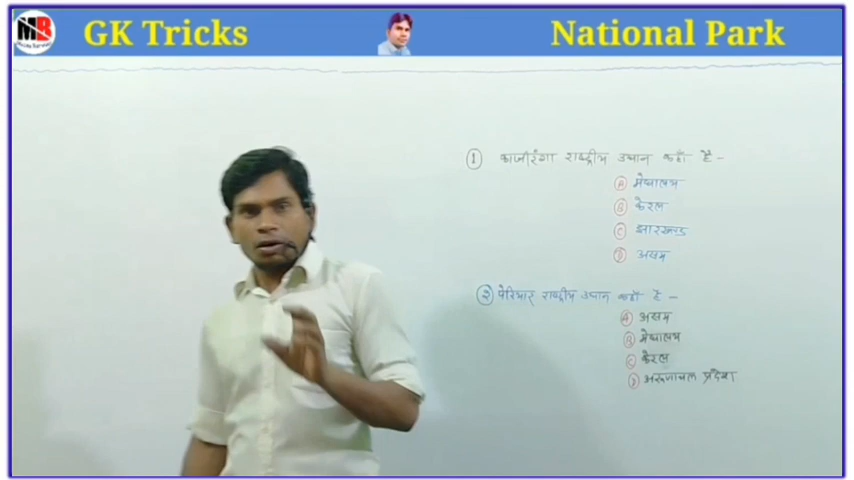 MB
GK Tricks
National Park
① काजीरंगा राष्ट्रीय उद्यान कहाँ है -
Ⓐ मेघालय
Ⓑ केरल
Ⓒ झारखण्ड
Ⓓ असम
② पेरियार राष्ट्रीय उद्यान कहाँ है -
Ⓐ असम
Ⓑ मेघालय
Ⓒ केरल
Ⓓ अरूणाचल प्रदेश